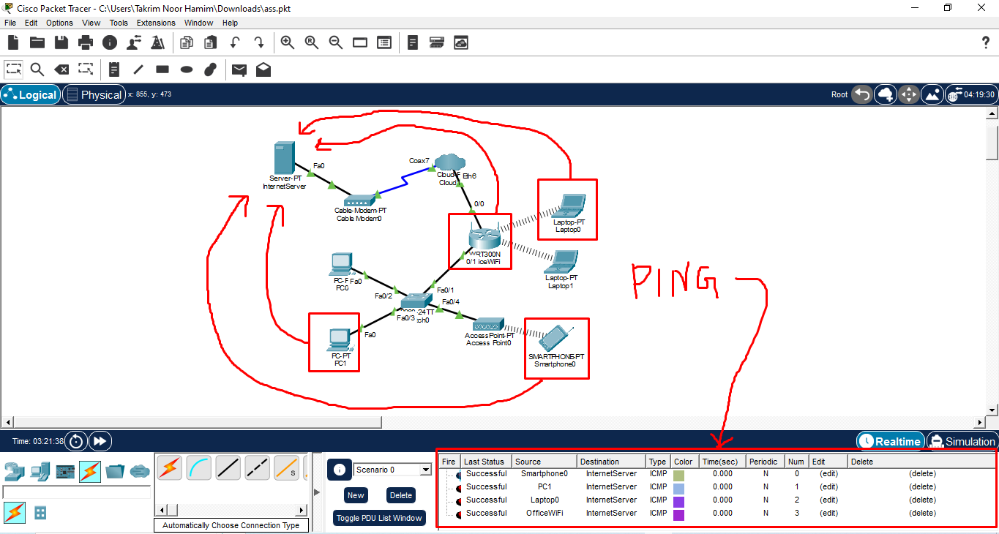 Cisco Packet Tracer - C:\Users\Takrim Noor Hamim\Downloads\ass.pkt
File Edit Options View Tools Extensions Window Help
?
Logical Physical x: 855, y: 473 Root 04:19:30
Server-PT
InternetServer
Fa0
Cable-Modem-PT
Cable Modem0
Coax7
Cloud-P Eth6
Cloud
0/0
WRT300N
0/1 iceWiFi
Laptop-PT
Laptop0
Laptop-PT
Laptop1
PC-F Fa0
PC0
Fa0/2
Fa0/1
Fa0/4
-24TT
Fa0/3 tch0
Fa0
PC-PT
PC1
AccessPoint-PT
Access Point0
SMARTPHONE-PT
Smartphone0
PING
Time: 03:21:38 Realtime Simulation
Scenario 0
New Delete
Toggle PDU List Window
S
Automatically Choose Connection Type
Fire Last Status Source Destination Type Color Time(sec) Periodic Num Edit Delete
Successful Smartphone0 InternetServer ICMP 0.000 N 0 (edit) (delete)
Successful PC1 InternetServer ICMP 0.000 N 1 (edit) (delete)
Successful Laptop0 InternetServer ICMP 0.000 N 2 (edit) (delete)
Successful OfficeWiFi InternetServer ICMP 0.000 N 3 (edit) (delete)